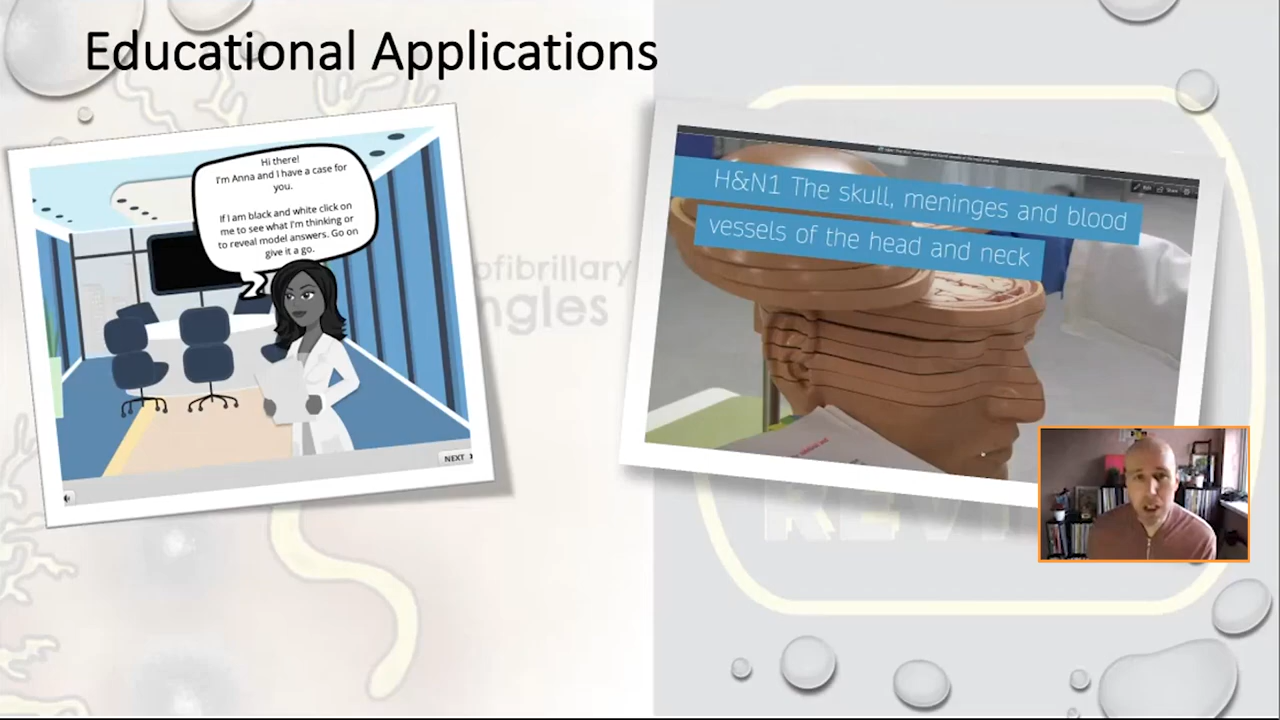 Educational Applications
Hi there!
I'm Anna and I have a case for
you.
If I am black and white click on
me to see what I'm thinking or
to reveal model answers. Go on
give it a go.
NEXT
H&N1 The skull, meninges and blood
vessels of the head and neck
ofibrillary
ngles
REVI